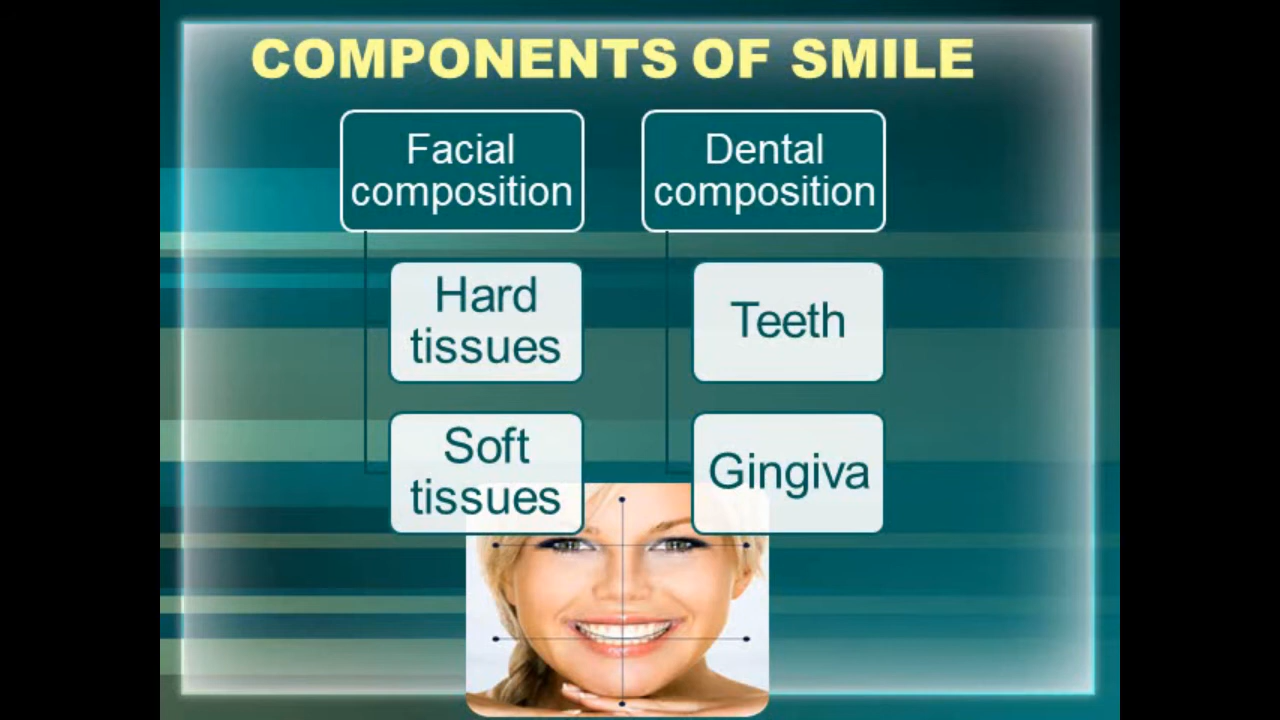 COMPONENTS OF SMILE
Facial
composition
Hard
tissues
Soft
tissues
Dental
composition
Teeth
Gingiva